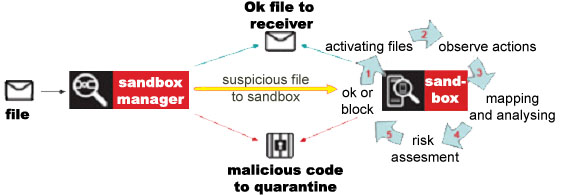 Ok file to
receiver
activating files
2
observe actions
1
3
sandbox
manager
suspicious file
to sandbox
ok or
block
sand-
box
mapping
and analysing
file
5
4
risk
assesment
malicious code
to quarantine